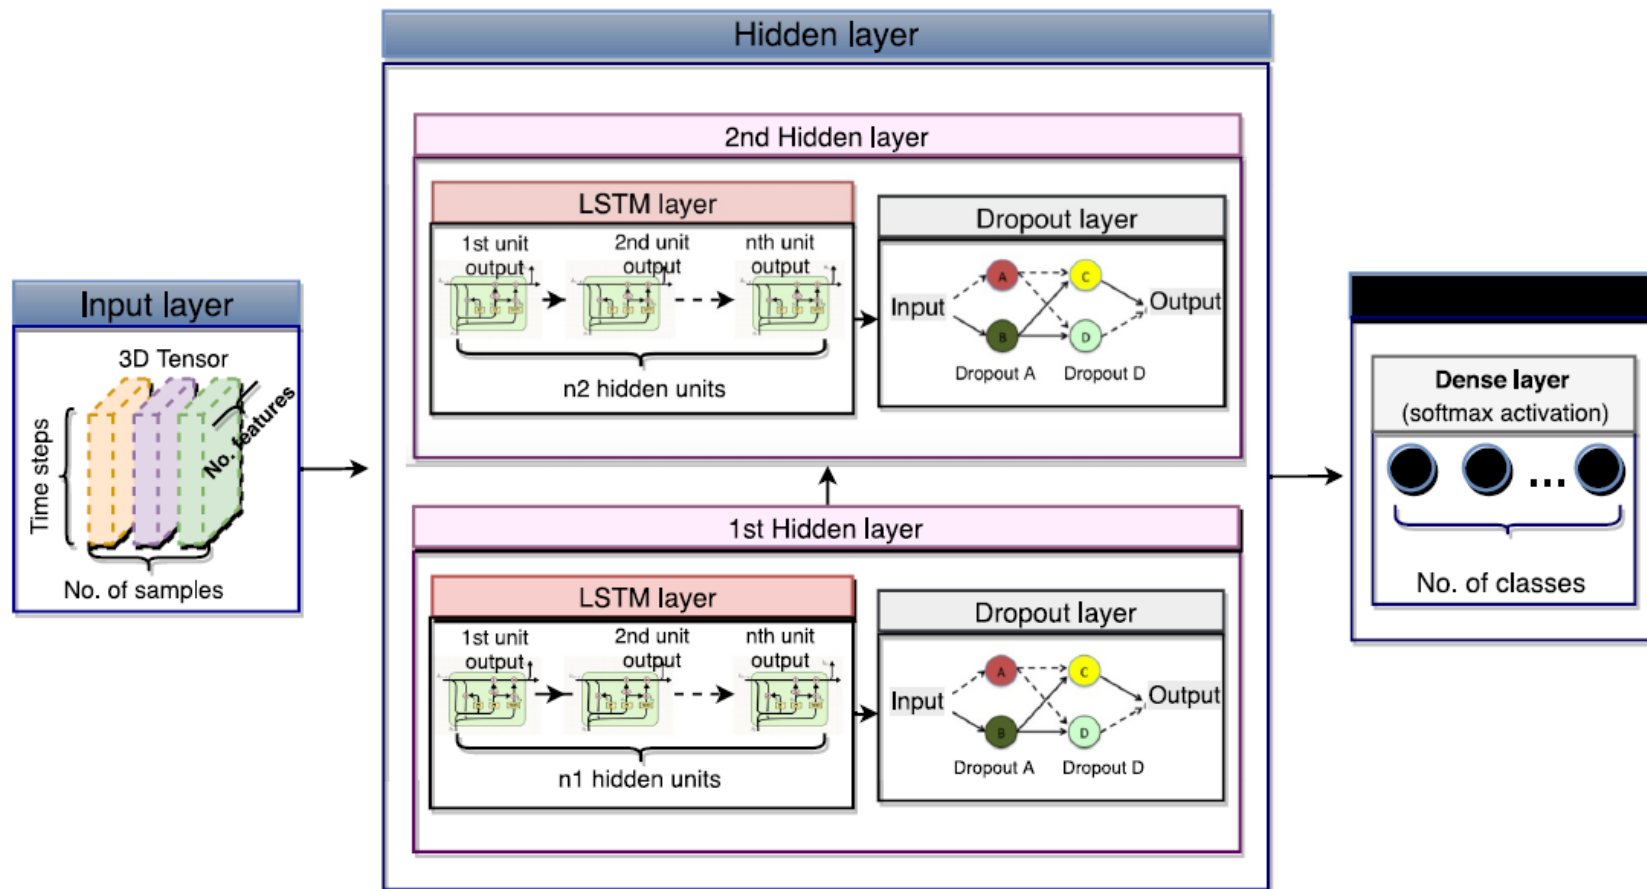 Hidden layer
2nd Hidden layer
LSTM layer
1st unit
output
2nd unit
output
nth unit
output
n2 hidden units
Dropout layer
Input
A
B
C
D
Output
Dropout A
Dropout D
Input layer
3D Tensor
Time steps
No. features
No. of samples
1st Hidden layer
LSTM layer
1st unit
output
2nd unit
output
nth unit
output
n1 hidden units
Dropout layer
Input
A
B
C
D
Output
Dropout A
Dropout D
Dense layer
(softmax activation)
...
No. of classes